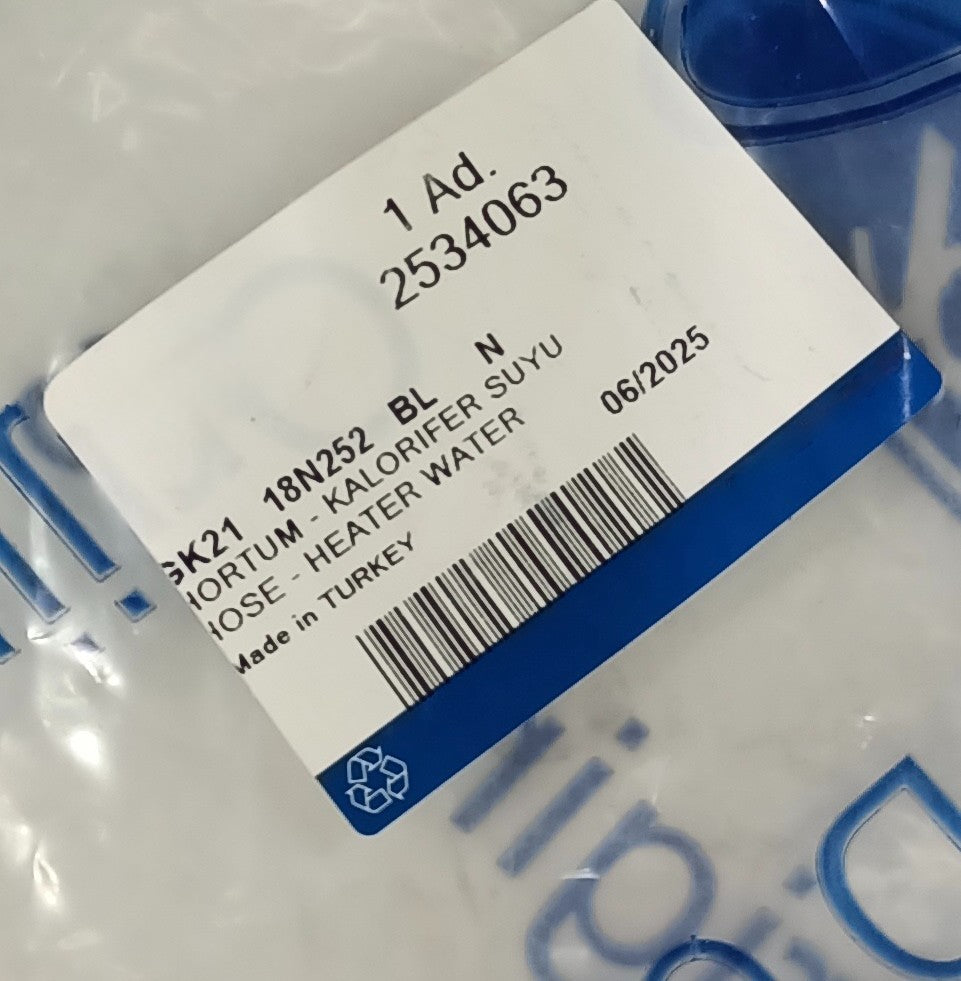 1 Ad.
2534063
GK21 18N252 BL N
HORTUM - KALORIFER SUYU
HOSE - HEATER WATER
06/2025
Made in TURKEY